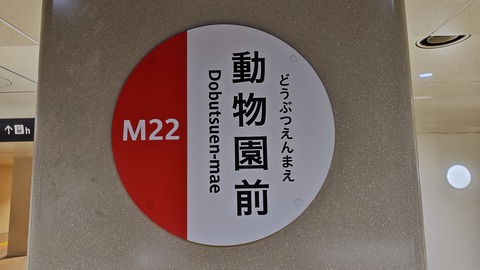 M22
どうぶつえんまえ
動物園前
Dobutsuen-mae